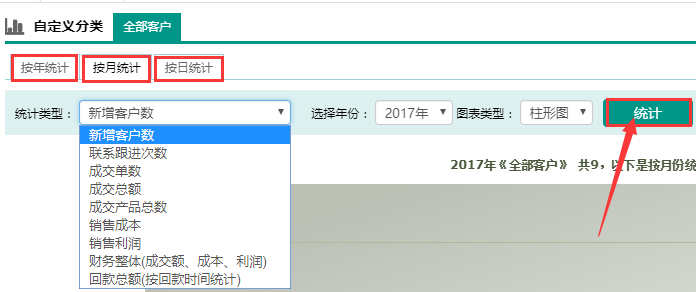 自定义分类 全部客户
按年统计 按月统计 按日统计
统计类型： 新增客户数 选择年份： 2017年 图表类型： 柱形图 统计
新增客户数
联系跟进次数
成交单数
成交总额
成交产品总数
销售成本
销售利润
财务整体(成交额、成本、利润)
回款总额(按回款时间统计)
2017年《全部客户》 共9，以下是按月份统